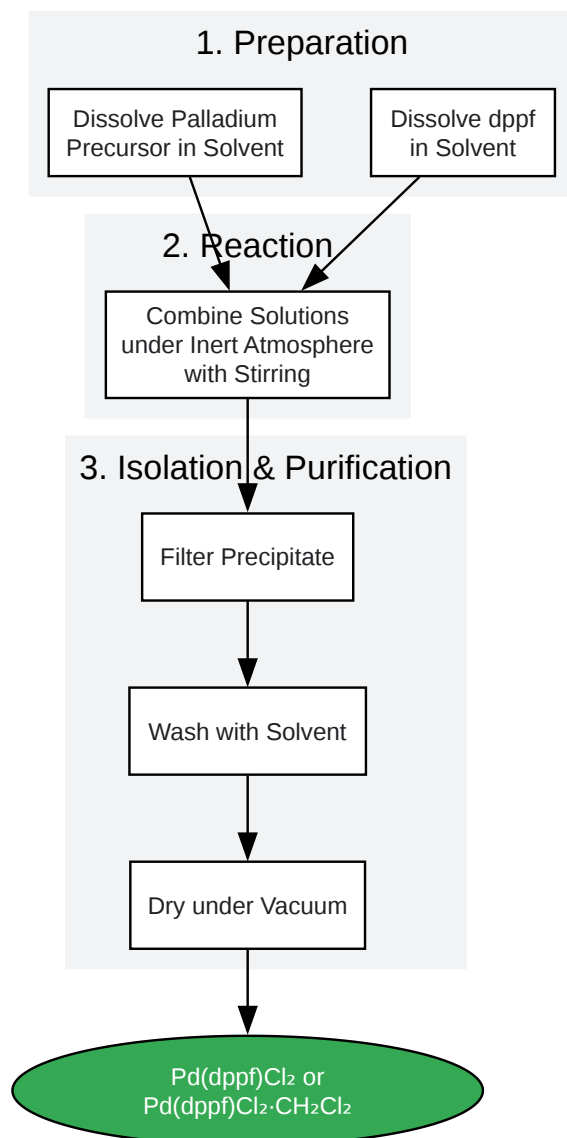 1. Preparation
Dissolve Palladium
Precursor in Solvent
Dissolve dppf
in Solvent
2. Reaction
Combine Solutions
under Inert Atmosphere
with Stirring
3. Isolation & Purification
Filter Precipitate
Wash with Solvent
Dry under Vacuum
Pd(dppf)Cl₂ or
Pd(dppf)Cl₂·CH₂Cl₂